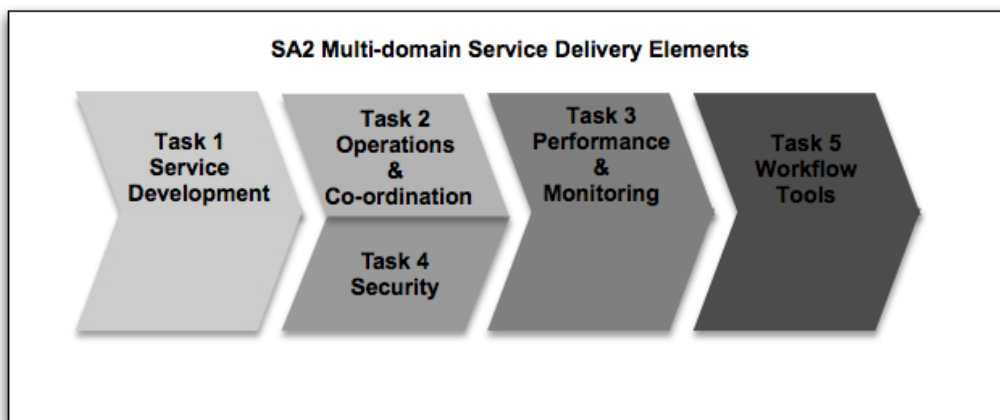 SA2 Multi-domain Service Delivery Elements
Task 1
Service
Development
Task 2
Operations
&
Co-ordination
Task 4
Security
Task 3
Performance
&
Monitoring
Task 5
Workflow
Tools